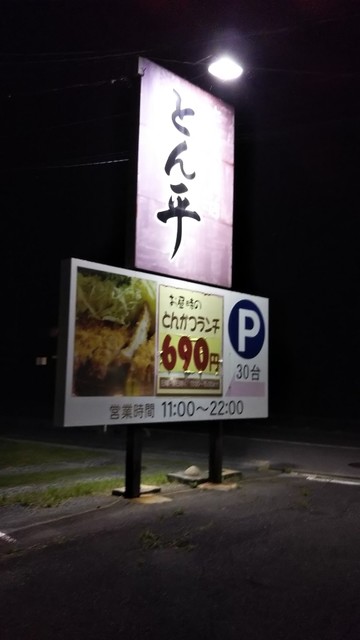 とん平
お昼時の
とんかつランチ
690円
P
30台
営業時間 11:00～22:00